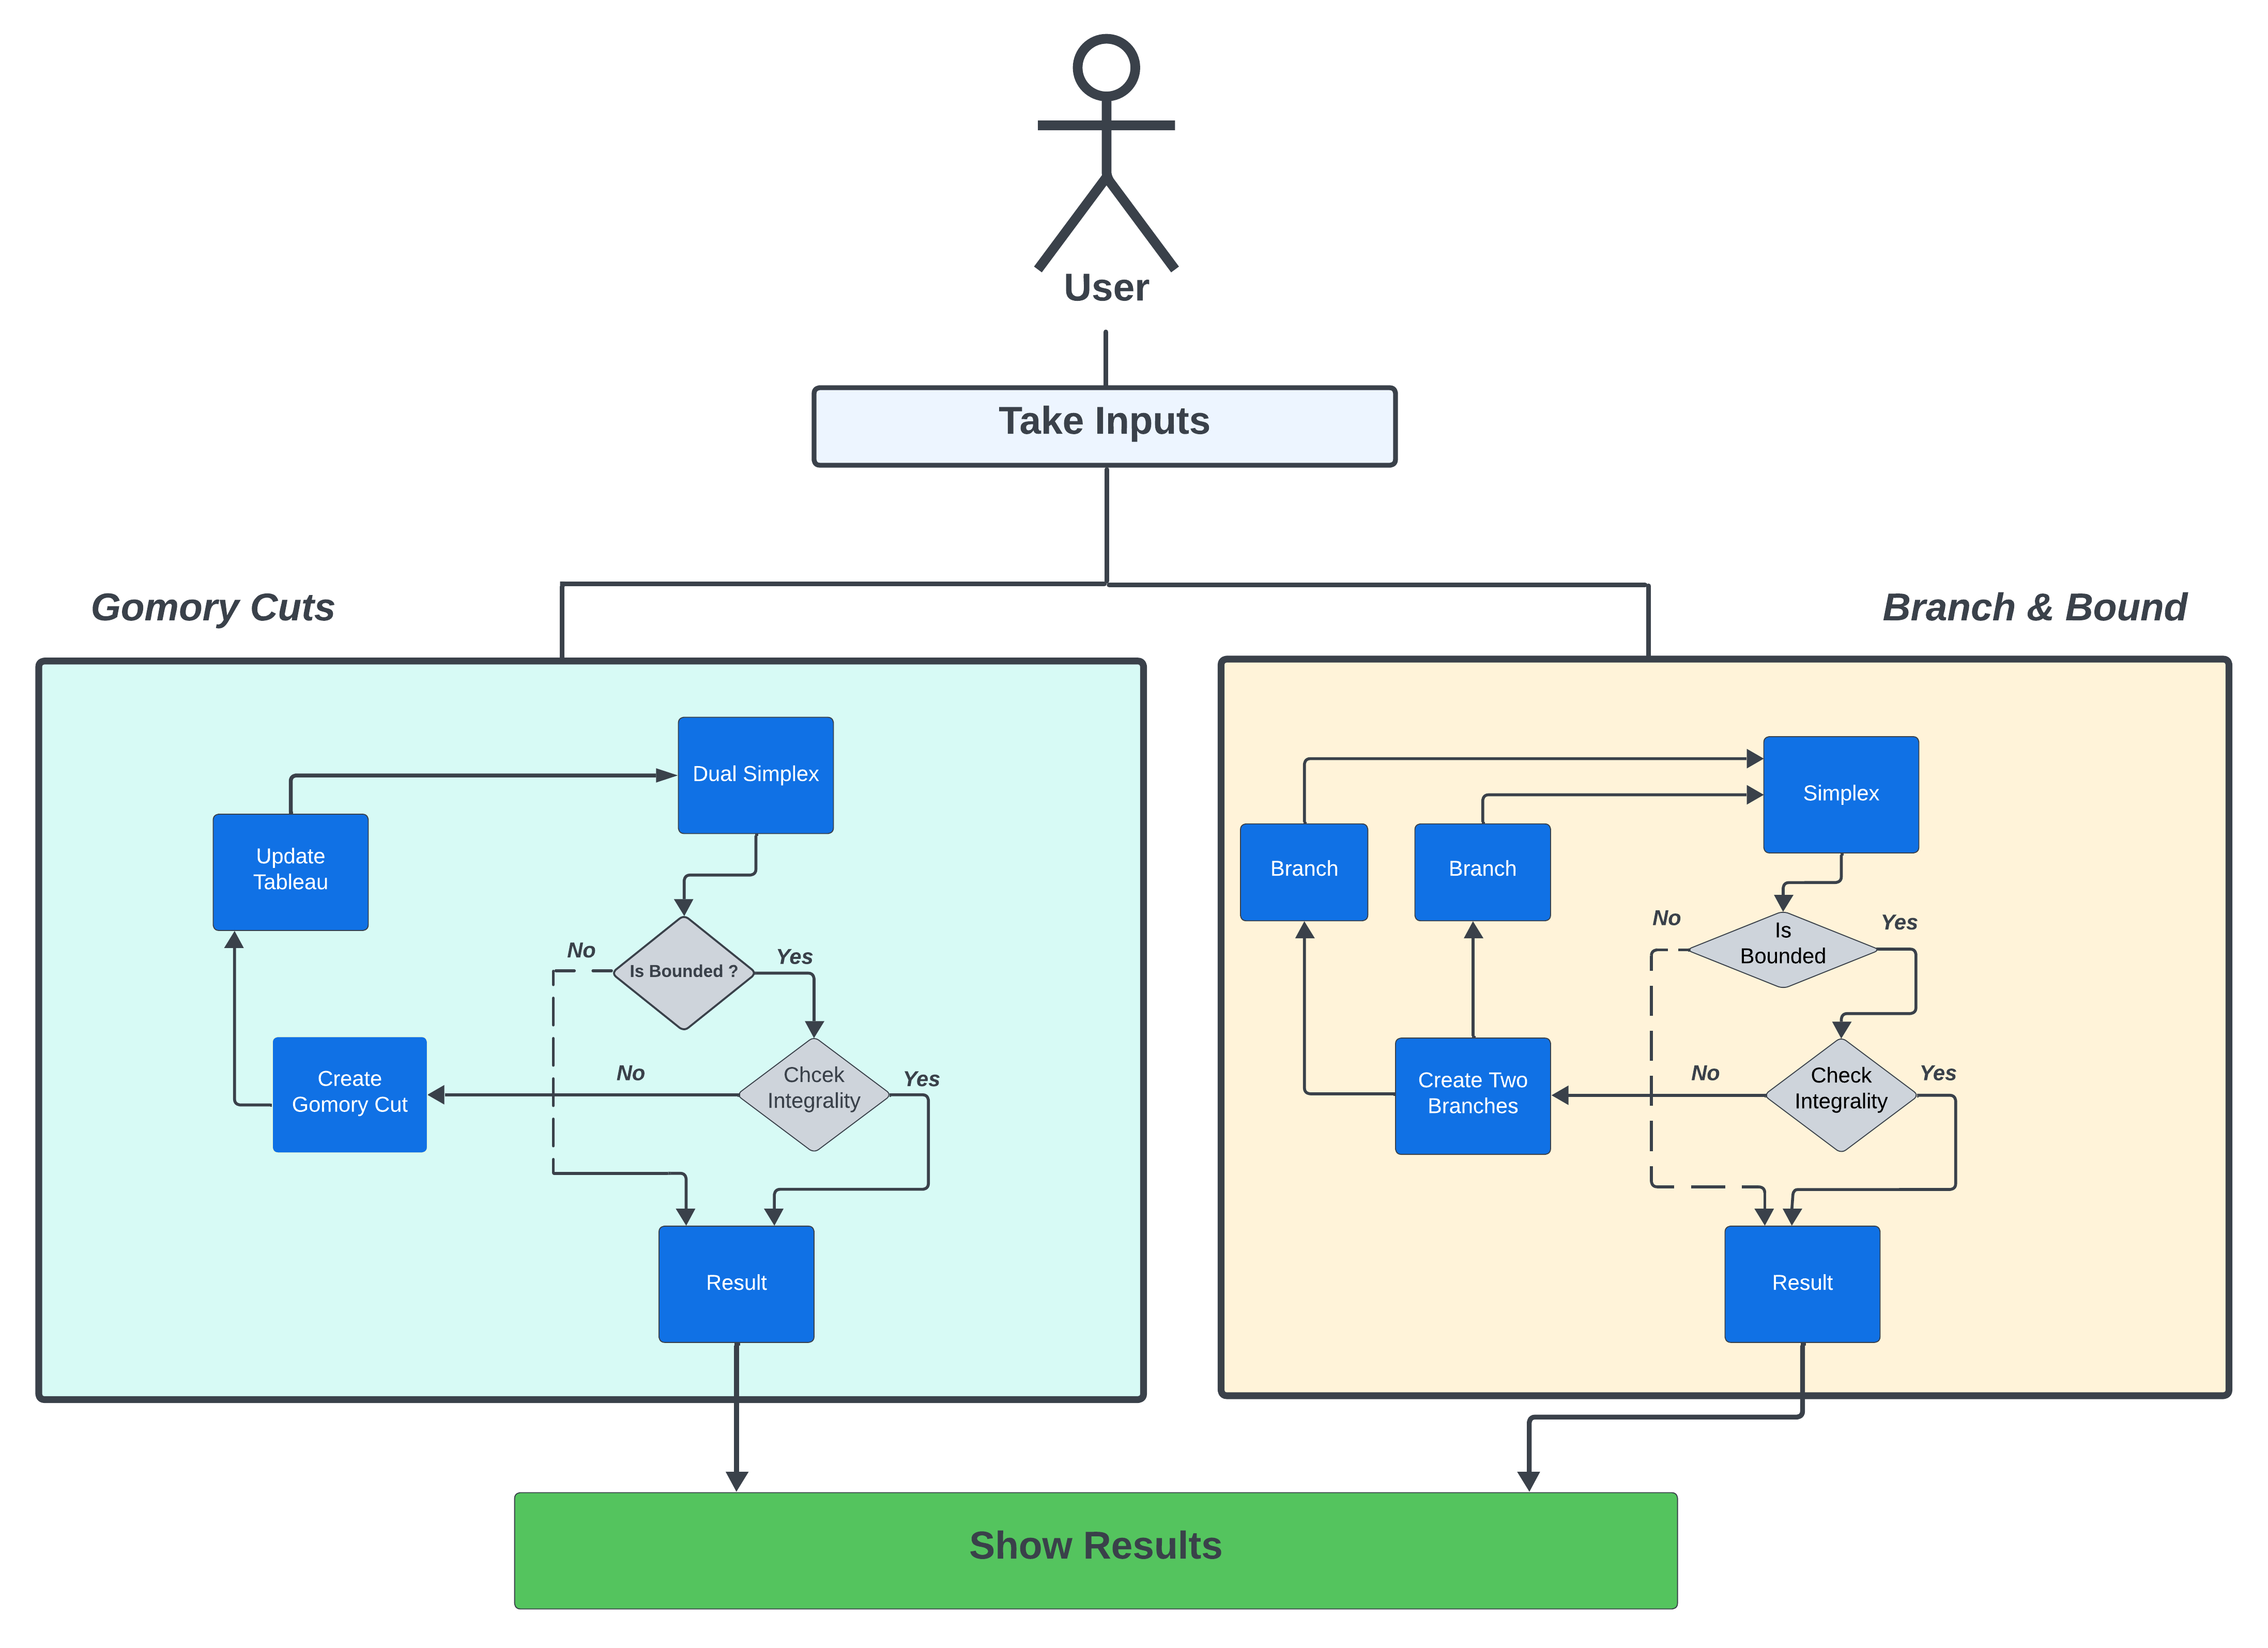 User
Take Inputs
Gomory Cuts
Branch & Bound
Dual Simplex
Update
Tableau
Is Bounded ?
No
Yes
Chcek
Integrality
No
Yes
Create
Gomory Cut
Result
Simplex
Branch
Branch
Is
Bounded
No
Yes
Check
Integrality
No
Yes
Create Two
Branches
Result
Show Results